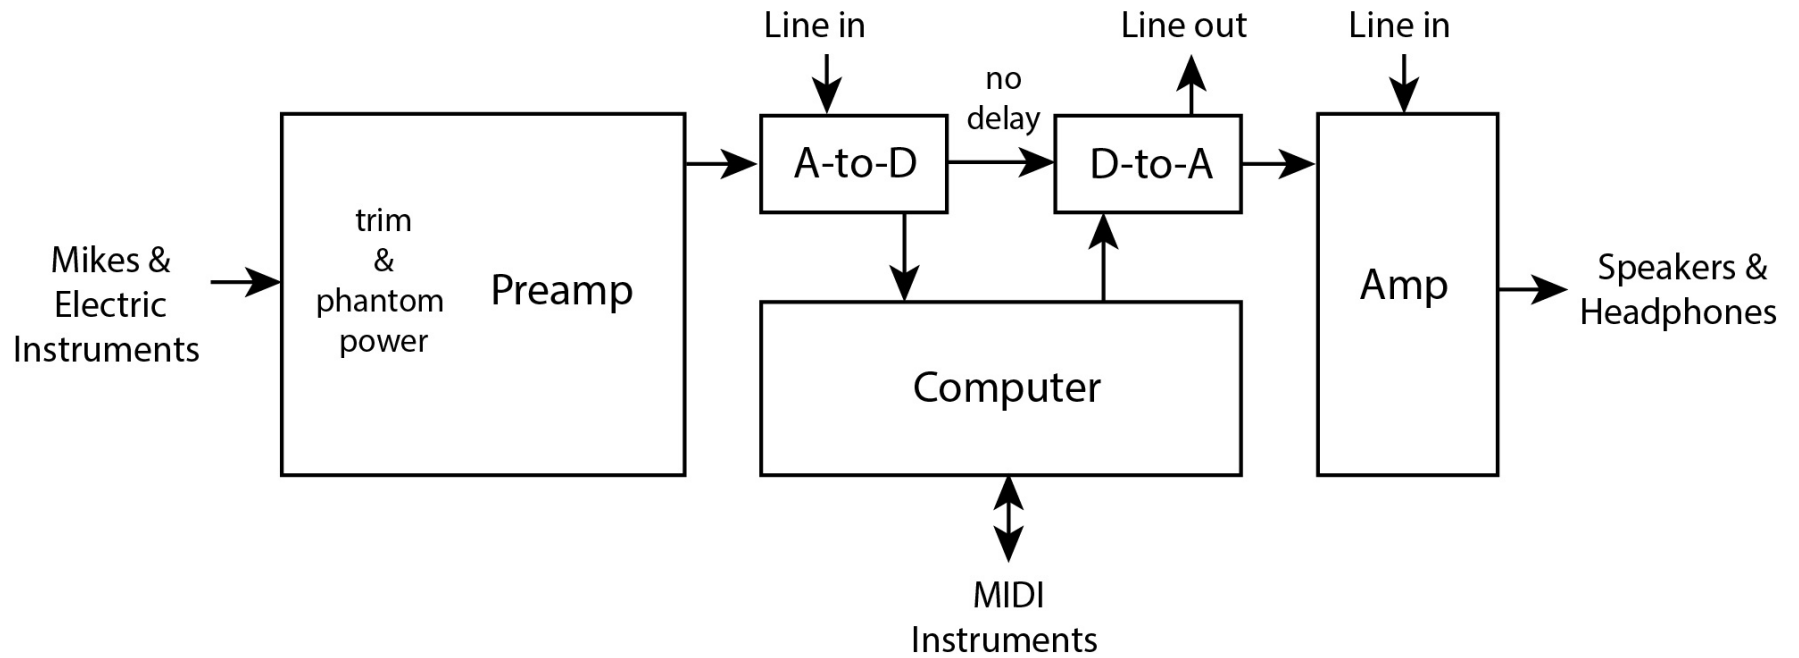 Line in
Line out
Line in
no
delay
A-to-D
D-to-A
trim
&
phantom
power
Preamp
Mikes &
Electric
Instruments
Amp
Speakers &
Headphones
Computer
MIDI
Instruments